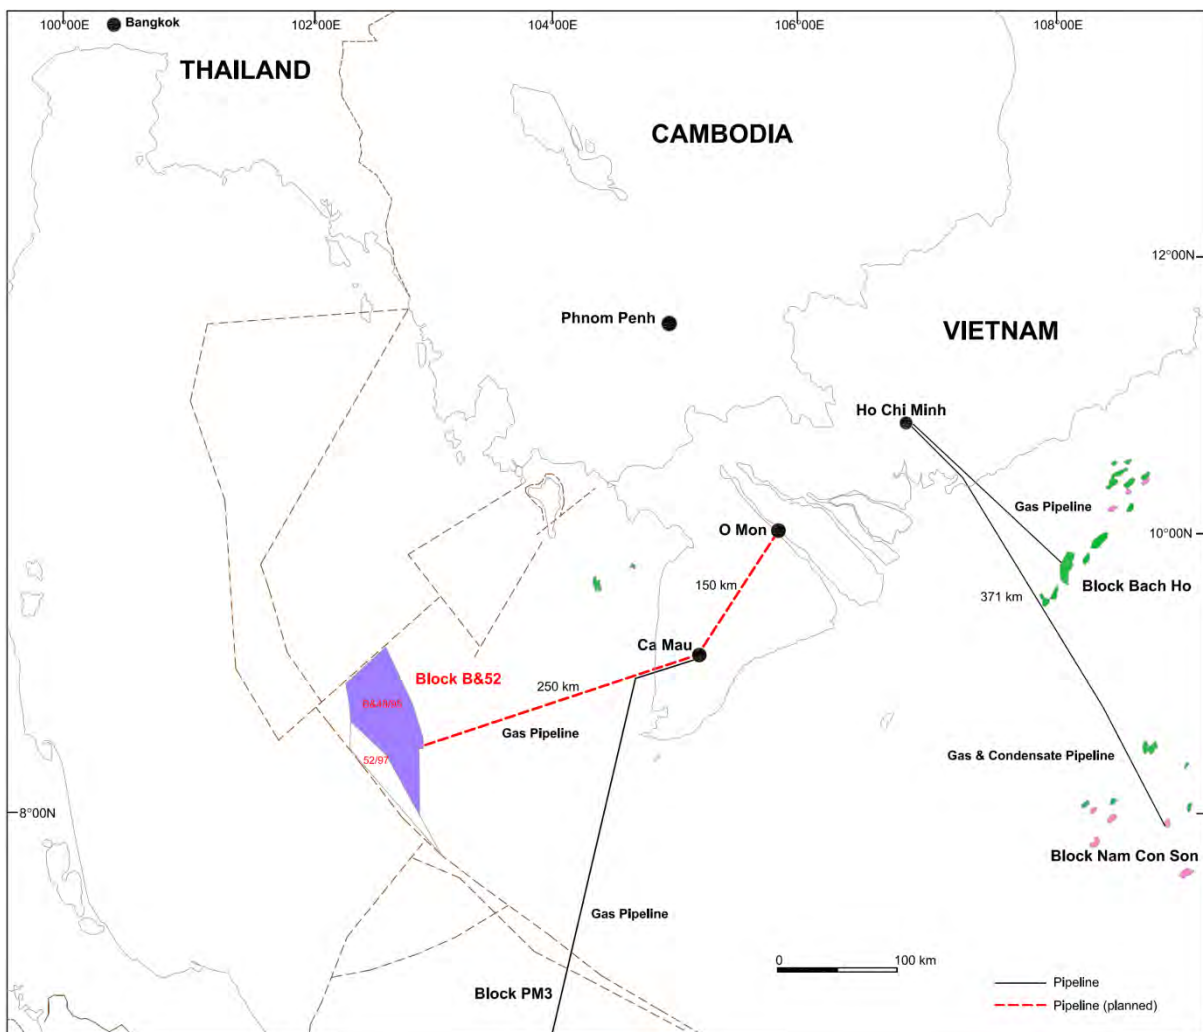 100°00E
102°00E
104°00E
106°00E
108°00E
Bangkok
THAILAND
CAMBODIA
12°00N
Phnom Penh
VIETNAM
Ho Chi Minh
Gas Pipeline
O Mon
10°00N
150 km
Block Bach Ho
371 km
Ca Mau
Block B&52
250 km
B&48/95
Gas Pipeline
52/97
Gas & Condensate Pipeline
8°00N
Block Nam Con Son
Gas Pipeline
0
100 km
Block PM3
Pipeline
Pipeline (planned)